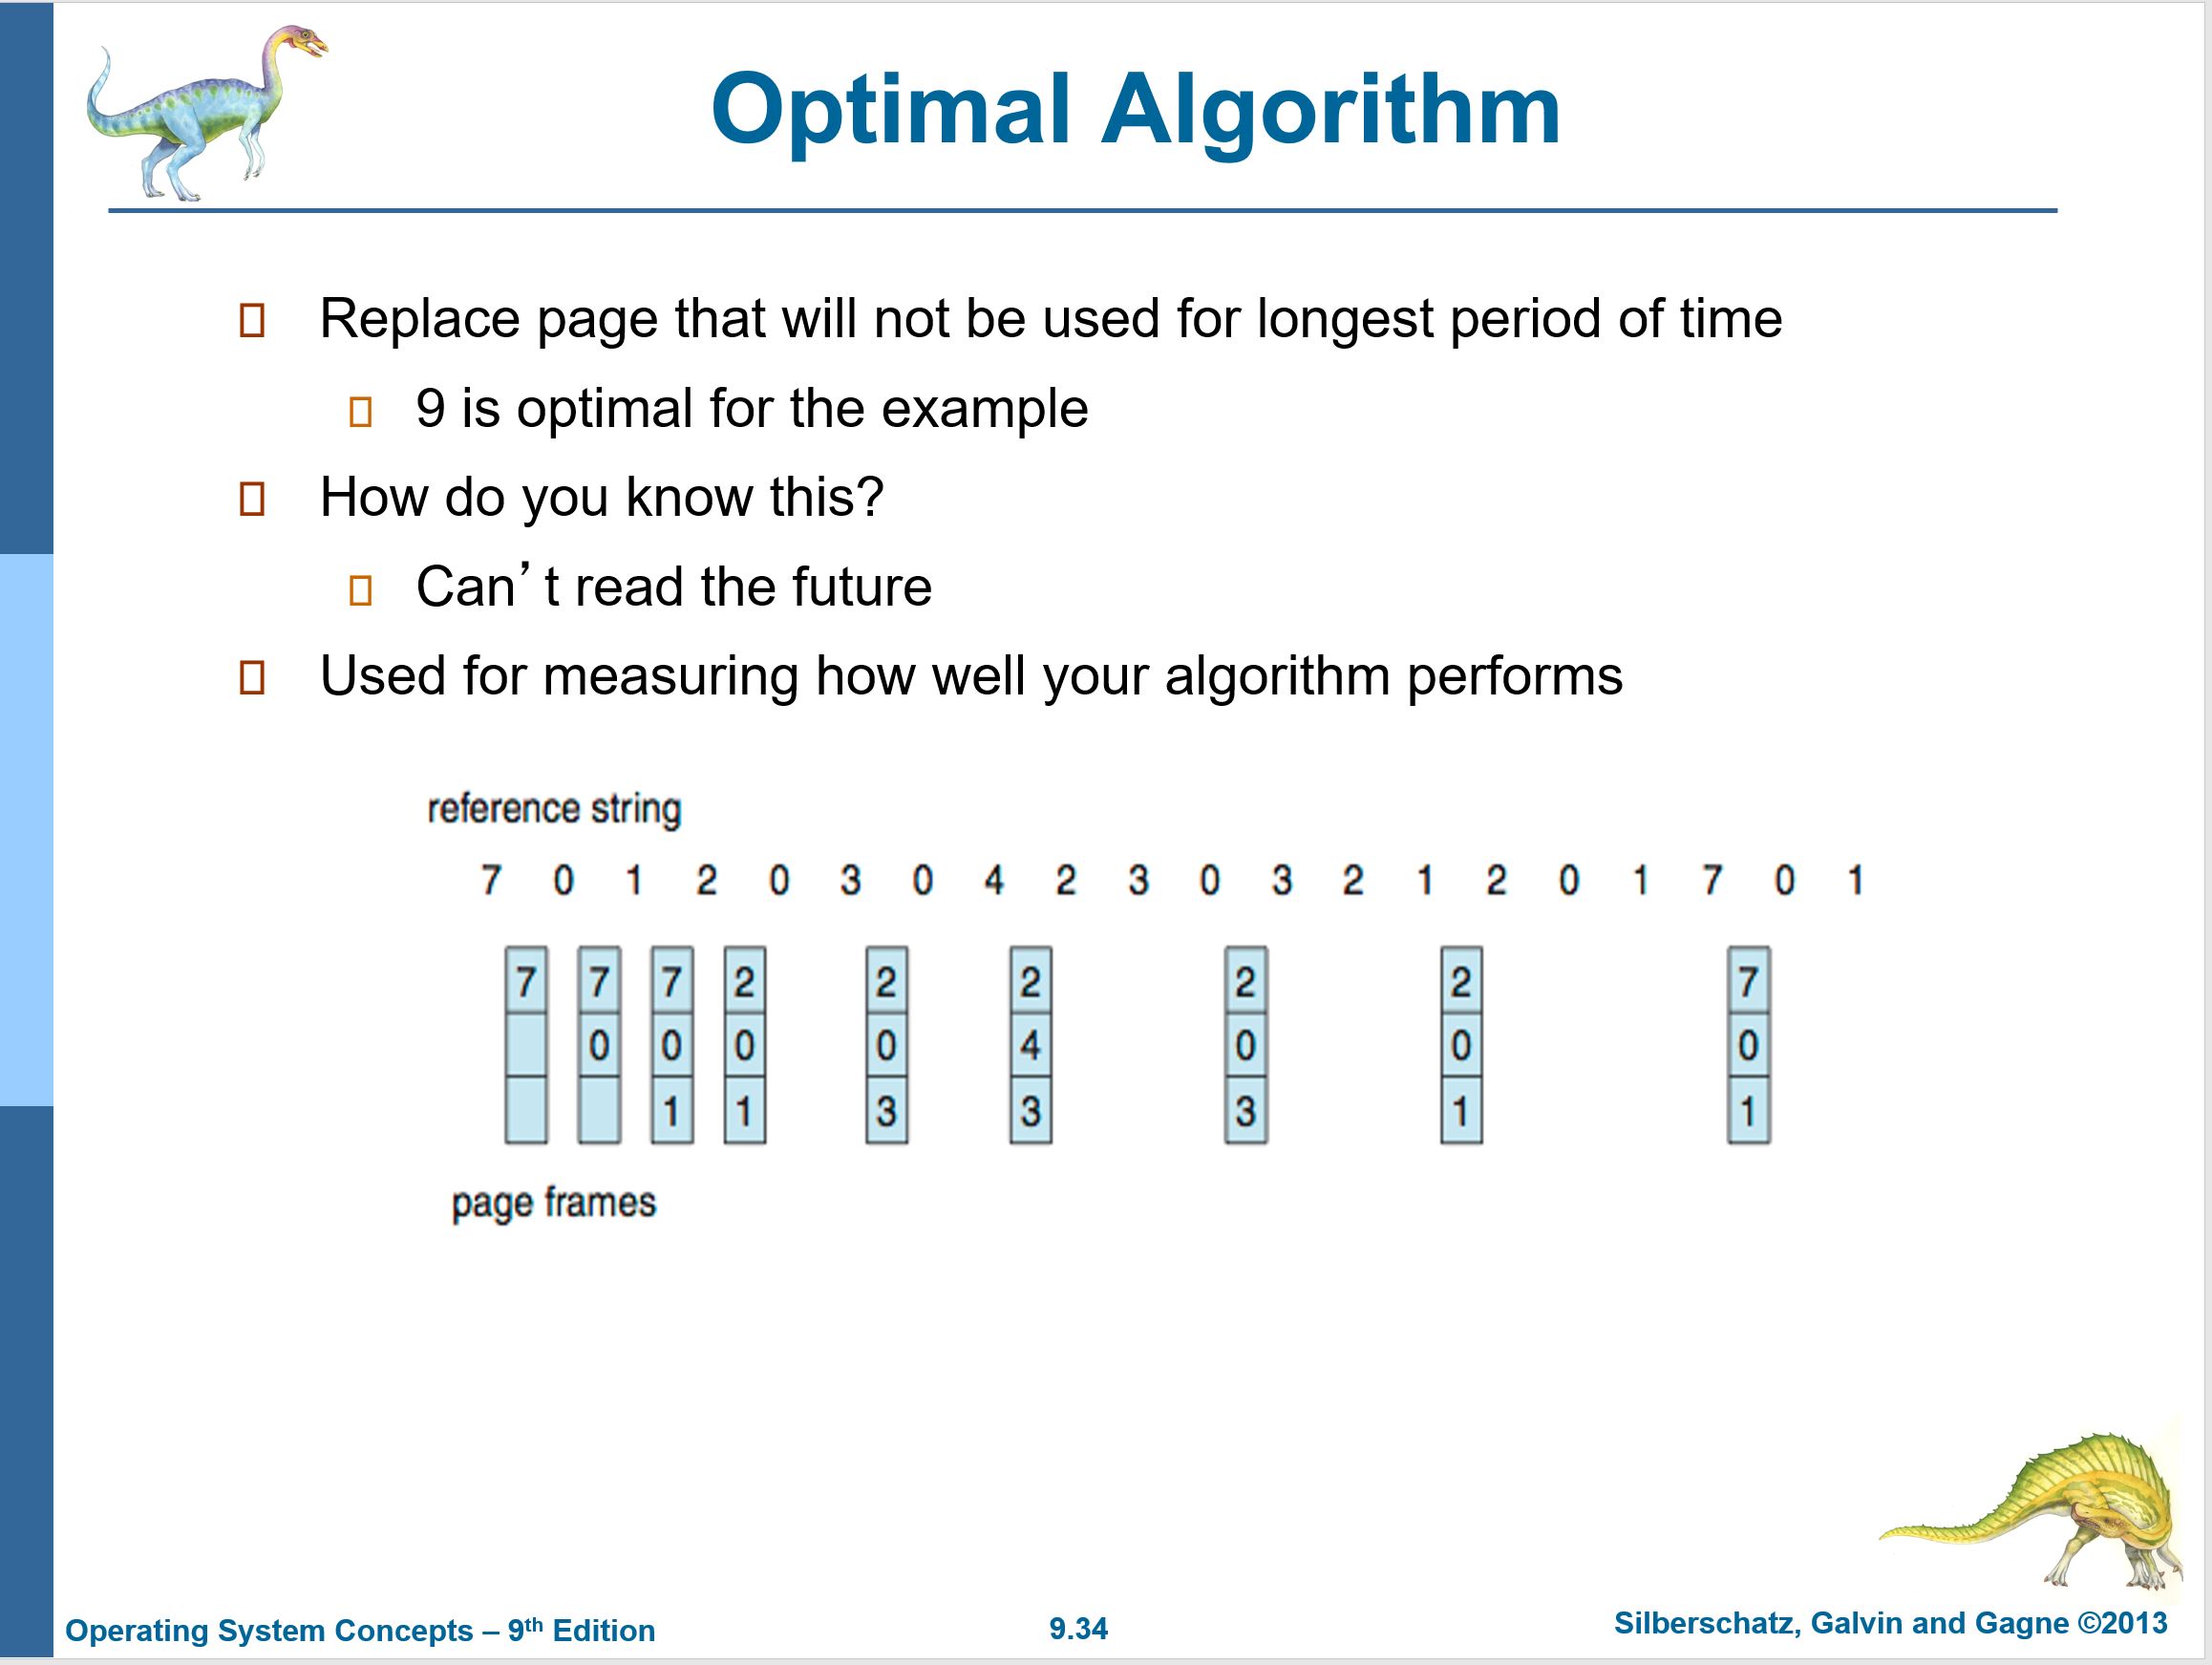 Optimal Algorithm
Replace page that will not be used for longest period of time
9 is optimal for the example
How do you know this?
Can’t read the future
Used for measuring how well your algorithm performs
reference string
7 0 1 2 0 3 0 4 2 3 0 3 2 1 2 0 1 7 0 1
7 7 7 2 2 2 2 2 7
0 0 0 0 4 0 0 0
1 1 3 3 3 1 1
page frames
Operating System Concepts – 9th Edition
9.34
Silberschatz, Galvin and Gagne ©2013